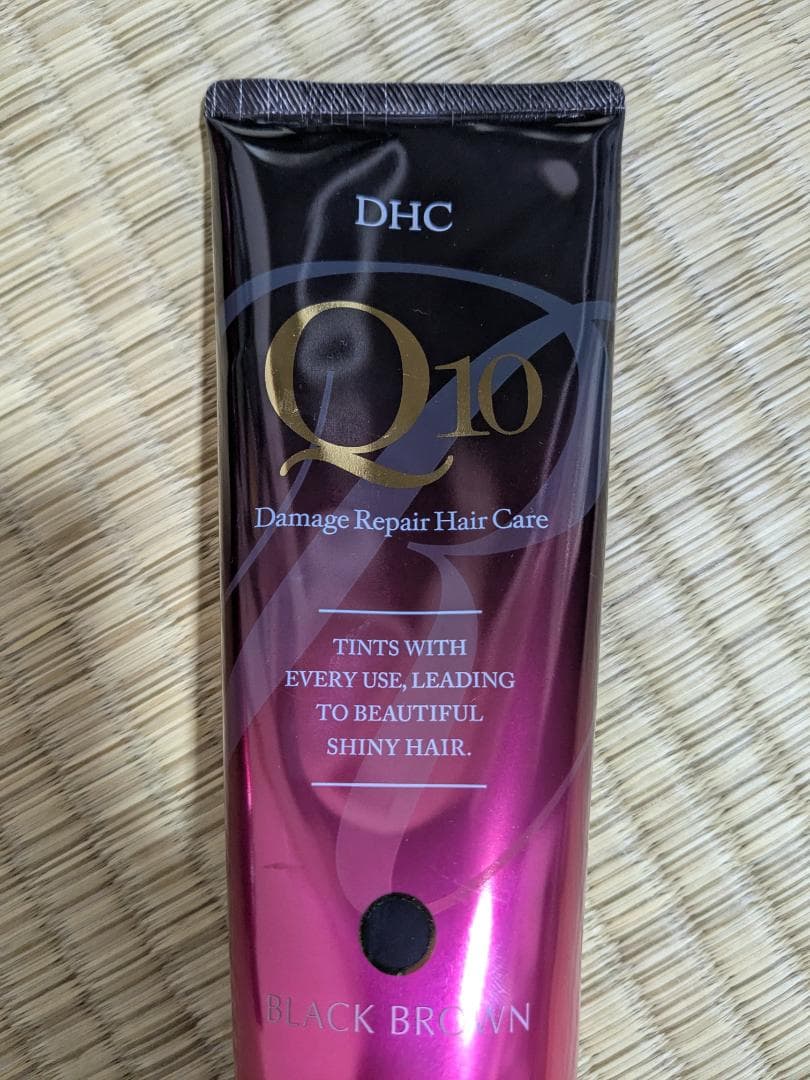 DHC
Q10
Damage Repair Hair Care
TINTS WITH
EVERY USE, LEADING
TO BEAUTIFUL
SHINY HAIR.
BLACK BROWN